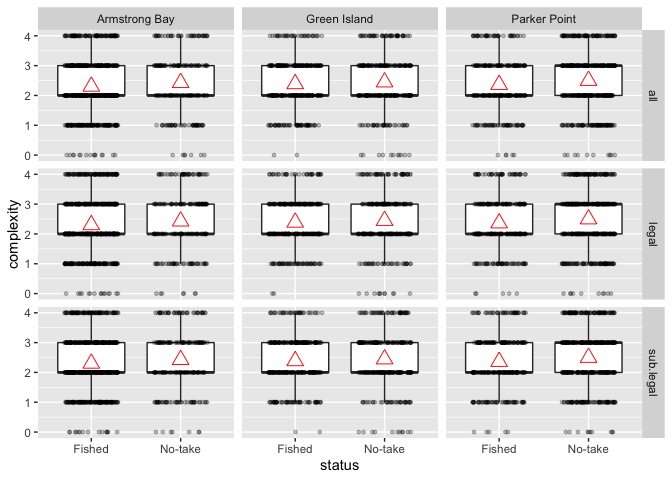 Armstrong Bay Green Island Parker Point
4
3
2
1
0
all
4
3
2
1
0
legal
4
3
2
1
0
sub.legal
complexity
Fished No-take Fished No-take Fished No-take
status